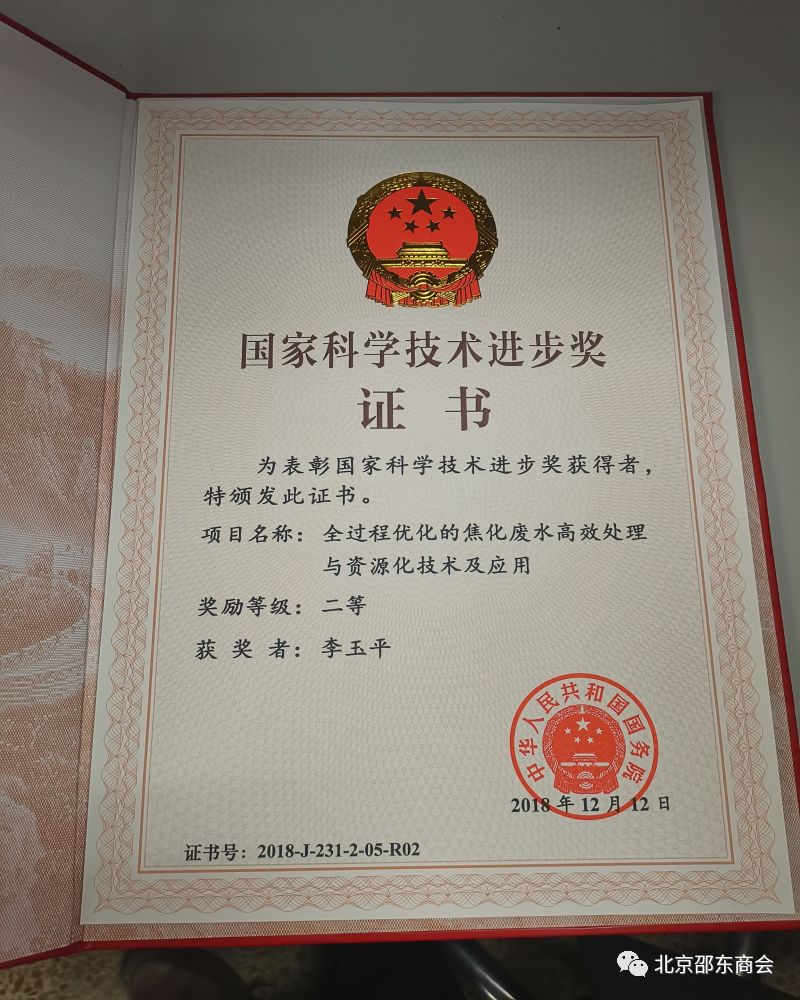 国家科学技术进步奖
证 书
为表彰国家科学技术进步奖获得者，
特颁发此证书。
项目名称：全过程优化的焦化废水高效处理
与资源化技术及应用
奖励等级：二等
获 奖 者：李玉平
中华人民共和国国务院
2018 年 12 月 12 日
证书号：2018-J-231-2-05-R02
北京邵东商会